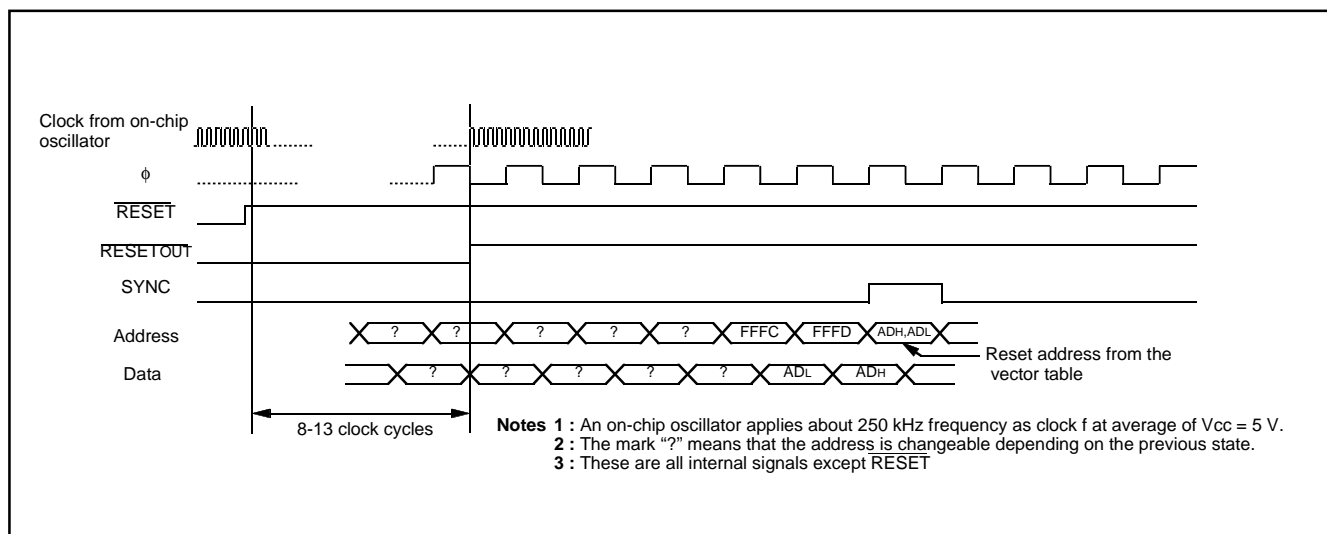 Clock from on-chip
oscillator
ϕ
RESET
RESETOUT
SYNC
Address
? ? ? ? ? FFFC FFFD ADH,ADL
Reset address from the
vector table
Data
? ? ? ? ? ADL ADH
8-13 clock cycles
Notes 1 : An on-chip oscillator applies about 250 kHz frequency as clock f at average of Vcc = 5 V.
2 : The mark “?” means that the address is changeable depending on the previous state.
3 : These are all internal signals except RESET